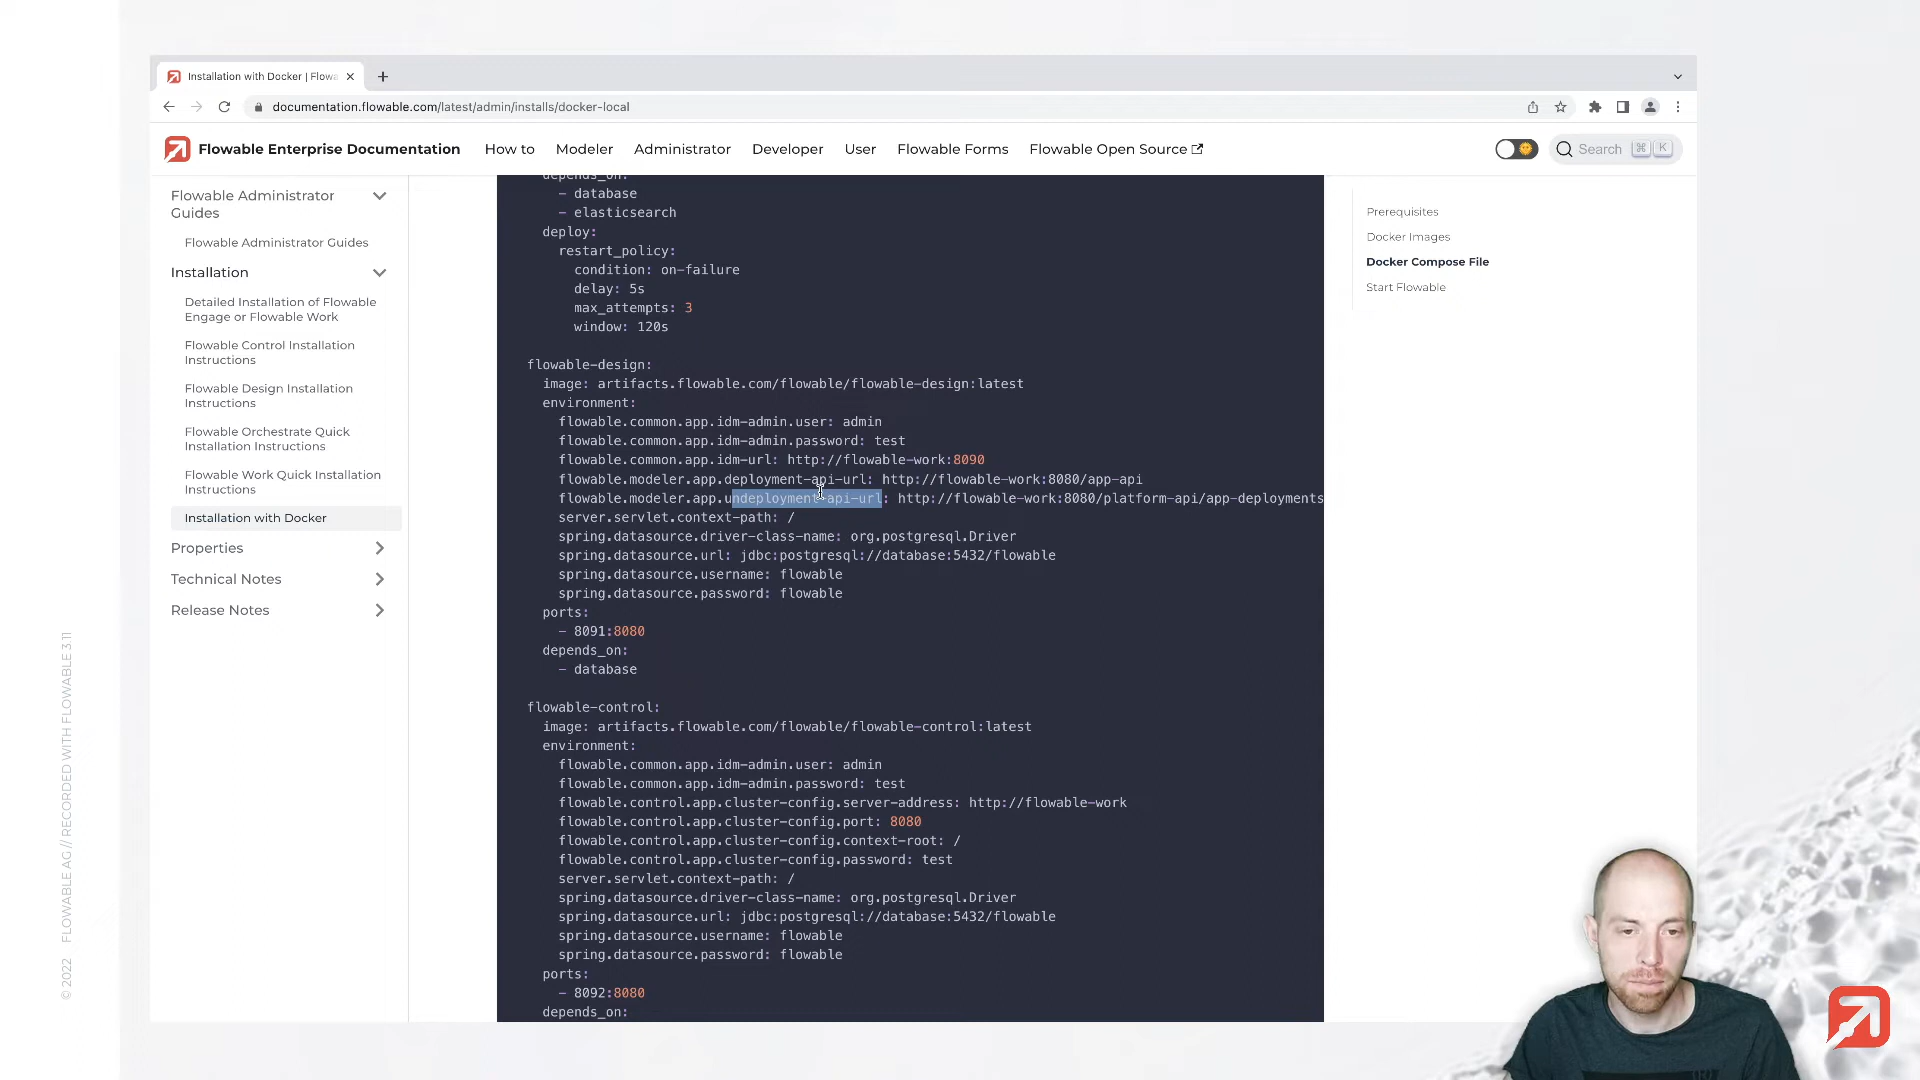 Installation with Docker | Flowa
documentation.flowable.com/latest/admin/installs/docker-local
Flowable Enterprise Documentation
How to
Modeler
Administrator
Developer
User
Flowable Forms
Flowable Open Source
Search
⌘
K
Flowable Administrator
Guides
Flowable Administrator Guides
Installation
Detailed Installation of Flowable
Engage or Flowable Work
Flowable Control Installation
Instructions
Flowable Design Installation
Instructions
Flowable Orchestrate Quick
Installation Instructions
Flowable Work Quick Installation
Instructions
Installation with Docker
Properties
Technical Notes
Release Notes
depends_on:
- database
- elasticsearch
deploy:
restart_policy:
condition: on-failure
delay: 5s
max_attempts: 3
window: 120s
flowable-design:
image: artifacts.flowable.com/flowable/flowable-design:latest
environment:
flowable.common.app.idm-admin.user: admin
flowable.common.app.idm-admin.password: test
flowable.common.app.idm-url: http://flowable-work:8090
flowable.modeler.app.deployment-api-url: http://flowable-work:8080/app-api
flowable.modeler.app.undeployment-api-url: http://flowable-work:8080/platform-api/app-deployments
server.servlet.context-path: /
spring.datasource.driver-class-name: org.postgresql.Driver
spring.datasource.url: jdbc:postgresql://database:5432/flowable
spring.datasource.username: flowable
spring.datasource.password: flowable
ports:
- 8091:8080
depends_on:
- database
flowable-control:
image: artifacts.flowable.com/flowable/flowable-control:latest
environment:
flowable.common.app.idm-admin.user: admin
flowable.common.app.idm-admin.password: test
flowable.control.app.cluster-config.server-address: http://flowable-work
flowable.control.app.cluster-config.port: 8080
flowable.control.app.cluster-config.context-root: /
flowable.control.app.cluster-config.password: test
server.servlet.context-path: /
spring.datasource.driver-class-name: org.postgresql.Driver
spring.datasource.url: jdbc:postgresql://database:5432/flowable
spring.datasource.username: flowable
spring.datasource.password: flowable
ports:
- 8092:8080
depends_on:
Prerequisites
Docker Images
Docker Compose File
Start Flowable
© 2022 FLOWABLE AG // RECORDED WITH FLOWABLE 3.11